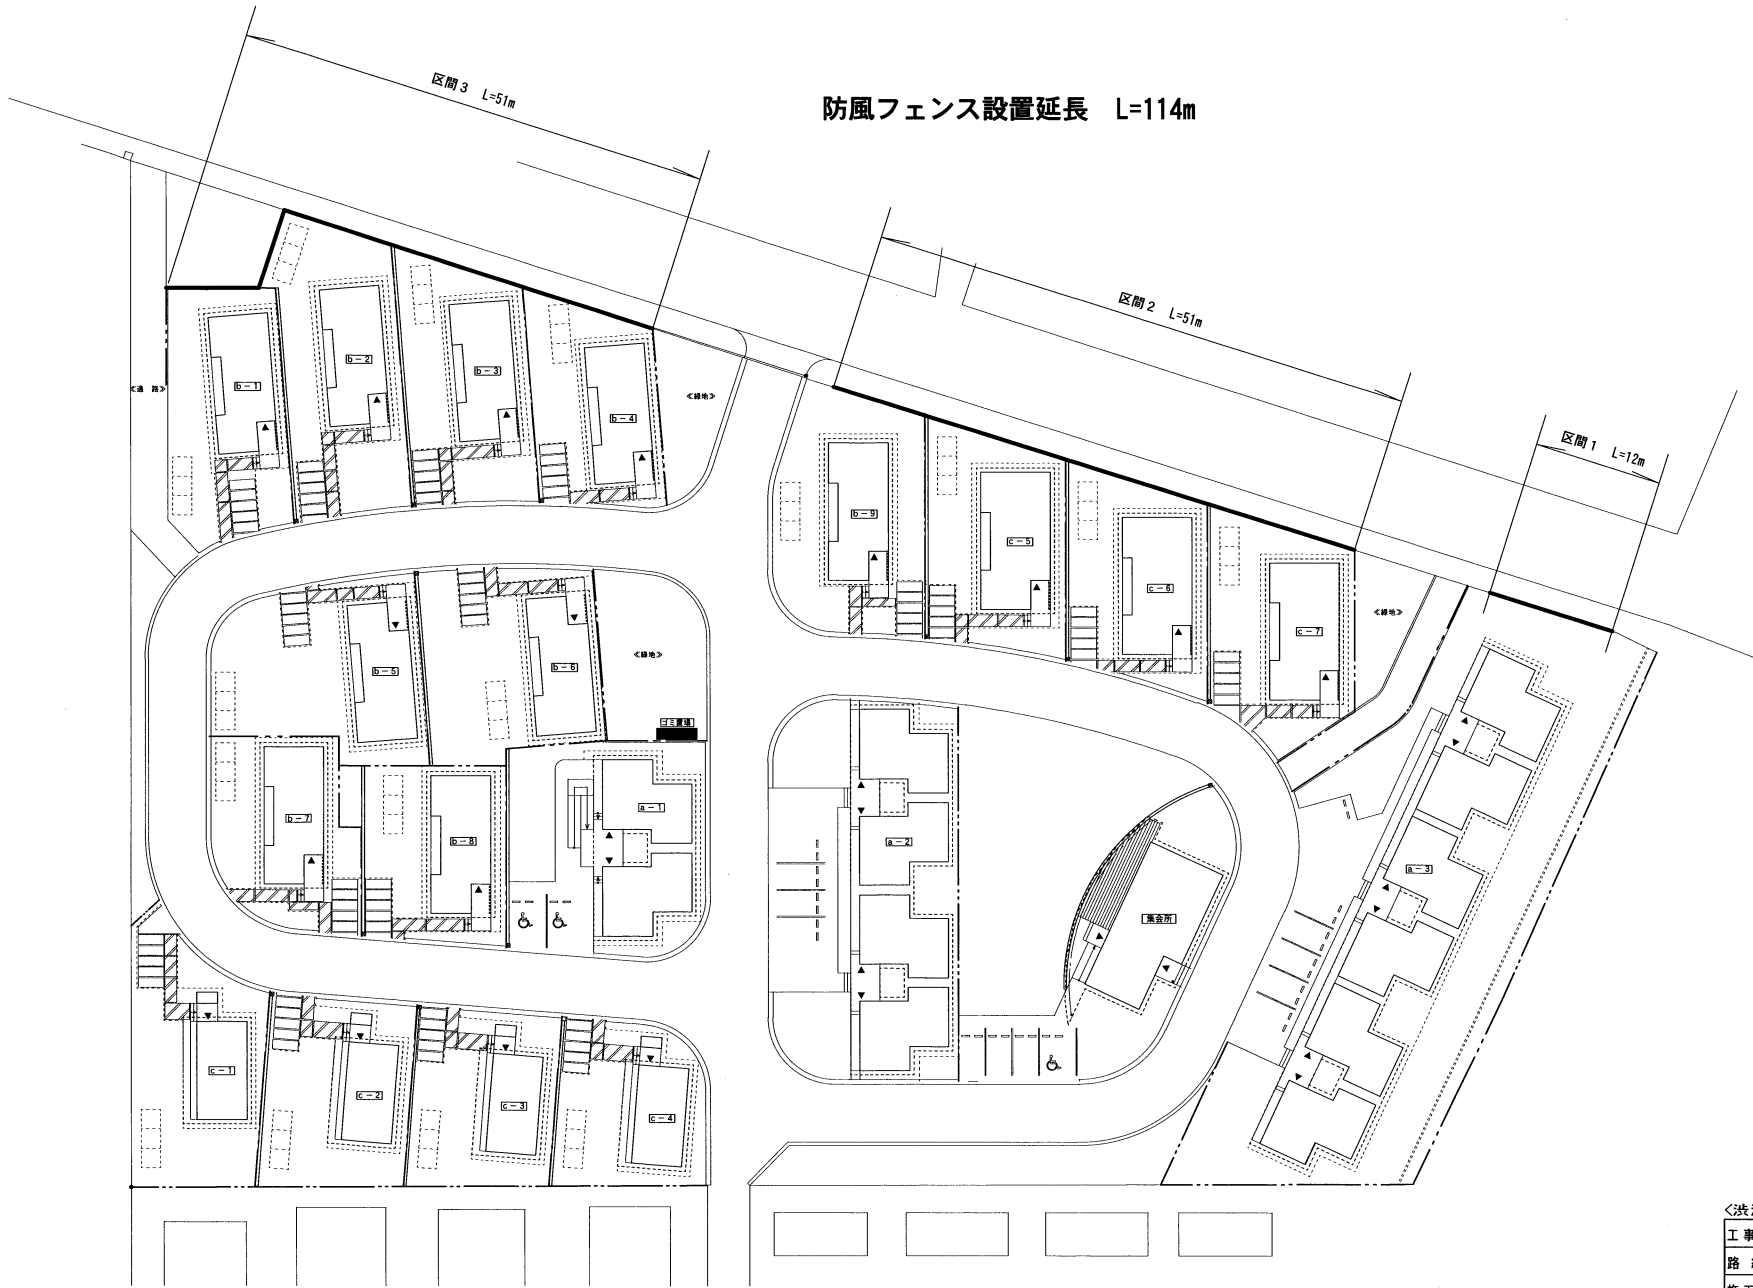 区間3 L=51m
防風フェンス設置延長 L=114m
区間2 L=51m
区間1 L=12m
b-1
b-2
b-3
b-4
≪通 路≫
≪緑地≫
b-9
c-5
c-6
c-7
≪緑地≫
b-5
b-6
≪緑地≫
ゴミ置場
b-7
b-8
a-1
a-2
a-3
集会所
c-1
c-2
c-3
c-4
工事
路